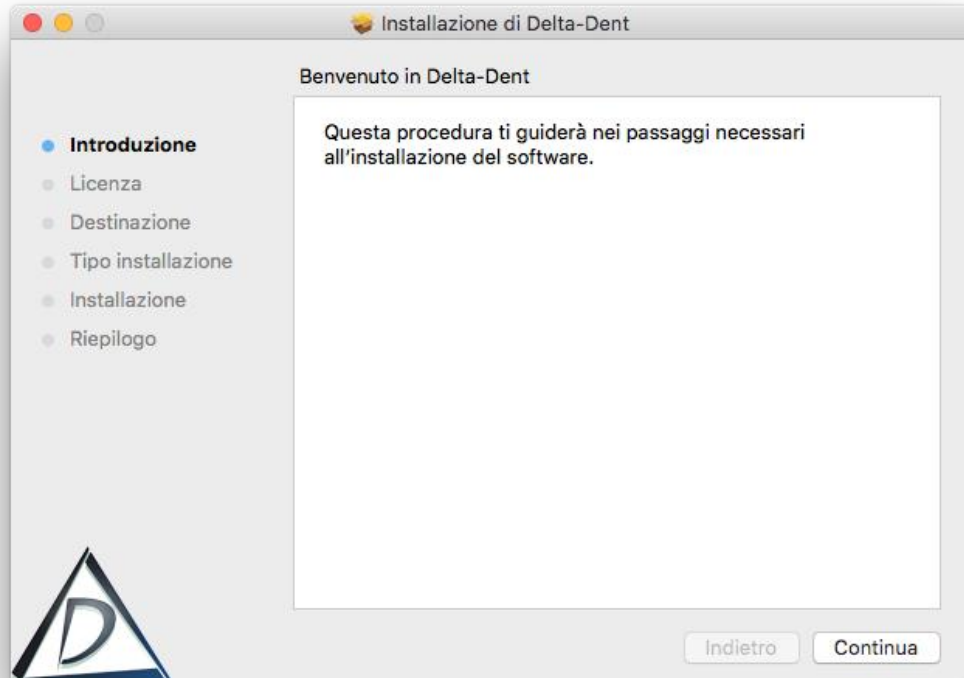 Installazione di Delta-Dent
Benvenuto in Delta-Dent
Introduzione
Licenza
Destinazione
Tipo installazione
Installazione
Riepilogo
Questa procedura ti guiderà nei passaggi necessari
all'installazione del software.
D
Indietro
Continua